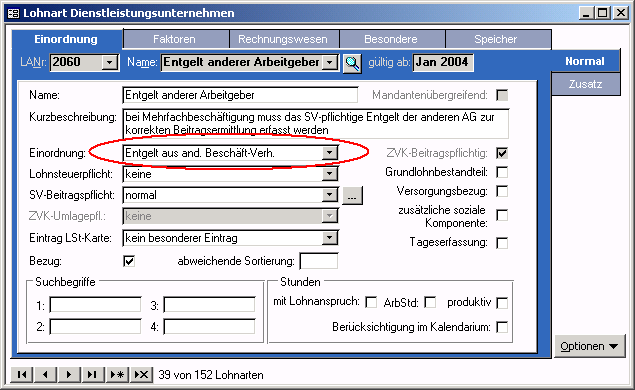 Lohnart Dienstleistungsunternehmen
Einordnung Faktoren Rechnungswesen Besondere Speicher
LANr: 2060 Name: Entgelt anderer Arbeitgeber gültig ab: Jan 2004
Normal
Zusatz
Name: Entgelt anderer Arbeitgeber Mandantenübergreifend:
Kurzbeschreibung: bei Mehrfachbeschäftigung muss das SV-pflichtige Entgelt der anderen AG zur
korrekten Beitragsermittlung erfasst werden
Einordnung: Entgelt aus and. Beschäft-Verh. ZVK-Beitragspflichtig:
Lohnsteuerpflicht: keine Grundlohnbestandteil:
SV-Beitragspflicht: normal ... Versorgungsbezug:
ZVK-Umlagepfl.: keine zusätzliche soziale
Komponente:
Eintrag LSt-Karte: kein besonderer Eintrag Tageserfassung:
Bezug: abweichende Sortierung:
Suchbegriffe Stunden
1: 3: mit Lohnanspruch: ArbStd: produktiv
2: 4: Berücksichtigung im Kalendarium:
Optionen
39 von 152 Lohnarten